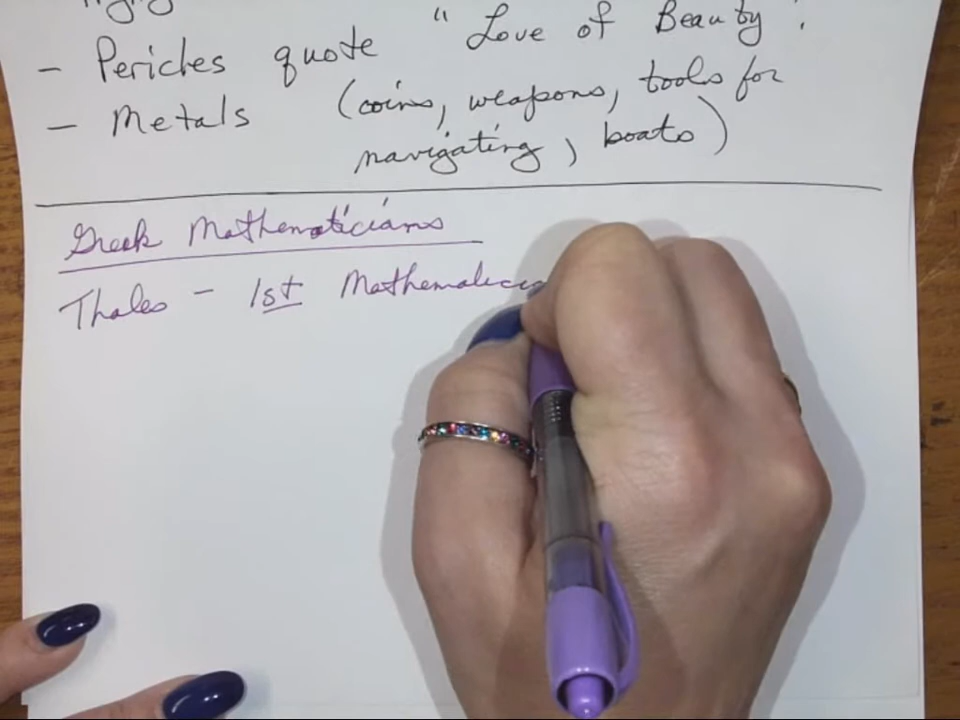 - Pericles quote "Love of Beauty".
- Metals (coins, weapons, tools for
navigating, boats)
Greek Mathematicians
Thales - 1st